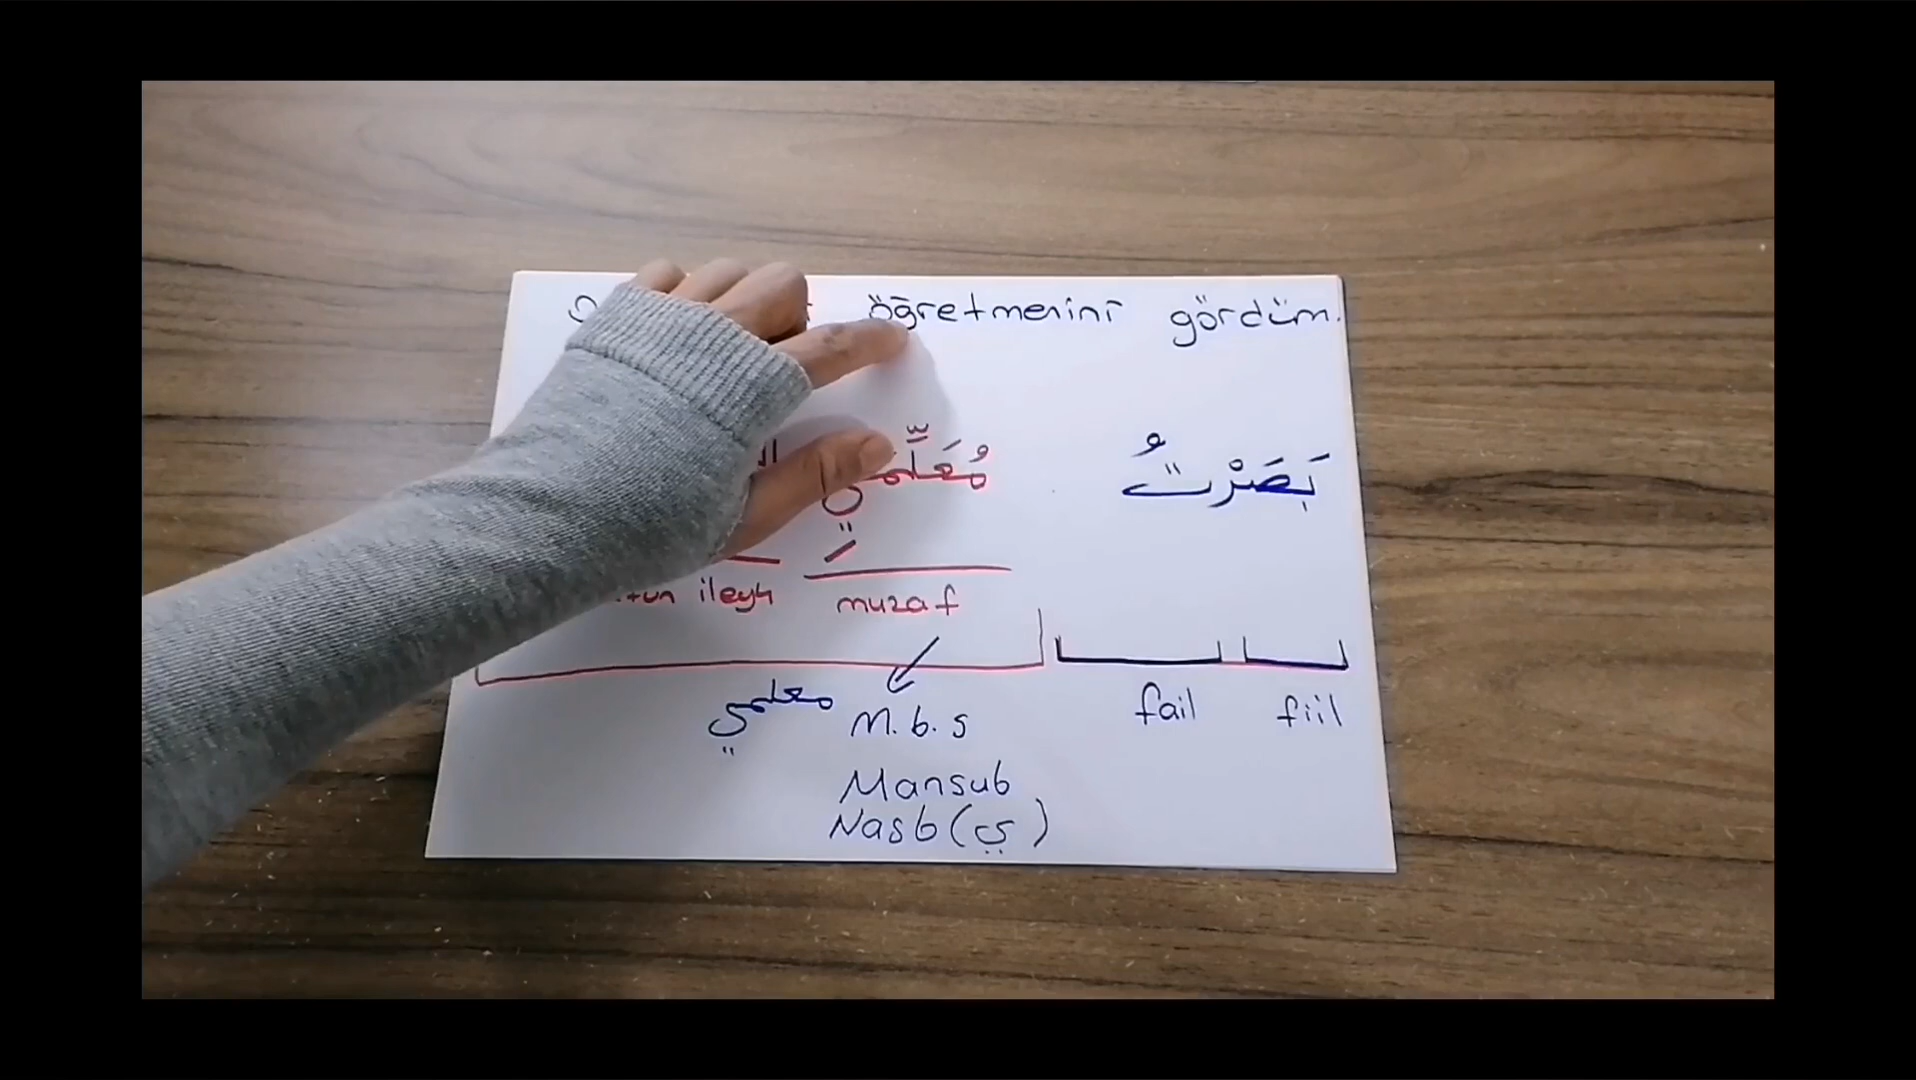 öğretmenini gördüm.
بَصَرْتُ مُعَلِّمَيِ
ileyh muzaf
معلمي M. b. s fail fiil
Mansub
Nasb (ي)